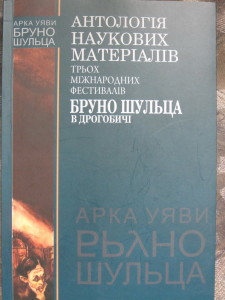 АРКА УЯВИ
БРУНО
ШУЛЬЦА
АНТОЛОГІЯ
НАУКОВИХ
МАТЕРІАЛІВ
ТРЬОХ
МІЖНАРОДНИХ
ФЕСТИВАЛІВ
БРУНО ШУЛЬЦА
В ДРОГОБИЧІ
АРКА УЯВИ
БРУНО
ШУЛЬЦА